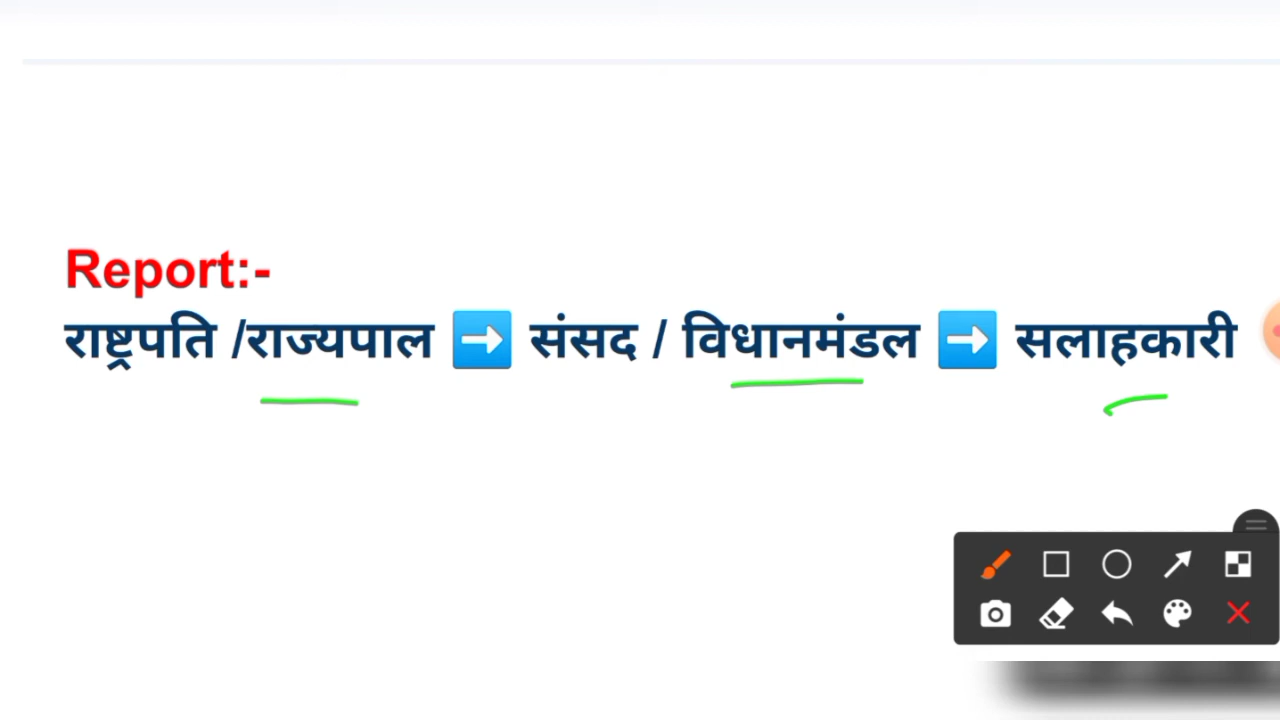 Report:-
राष्ट्रपति /राज्यपाल ➡️ संसद / विधानमंडल ➡️ सलाहकारी